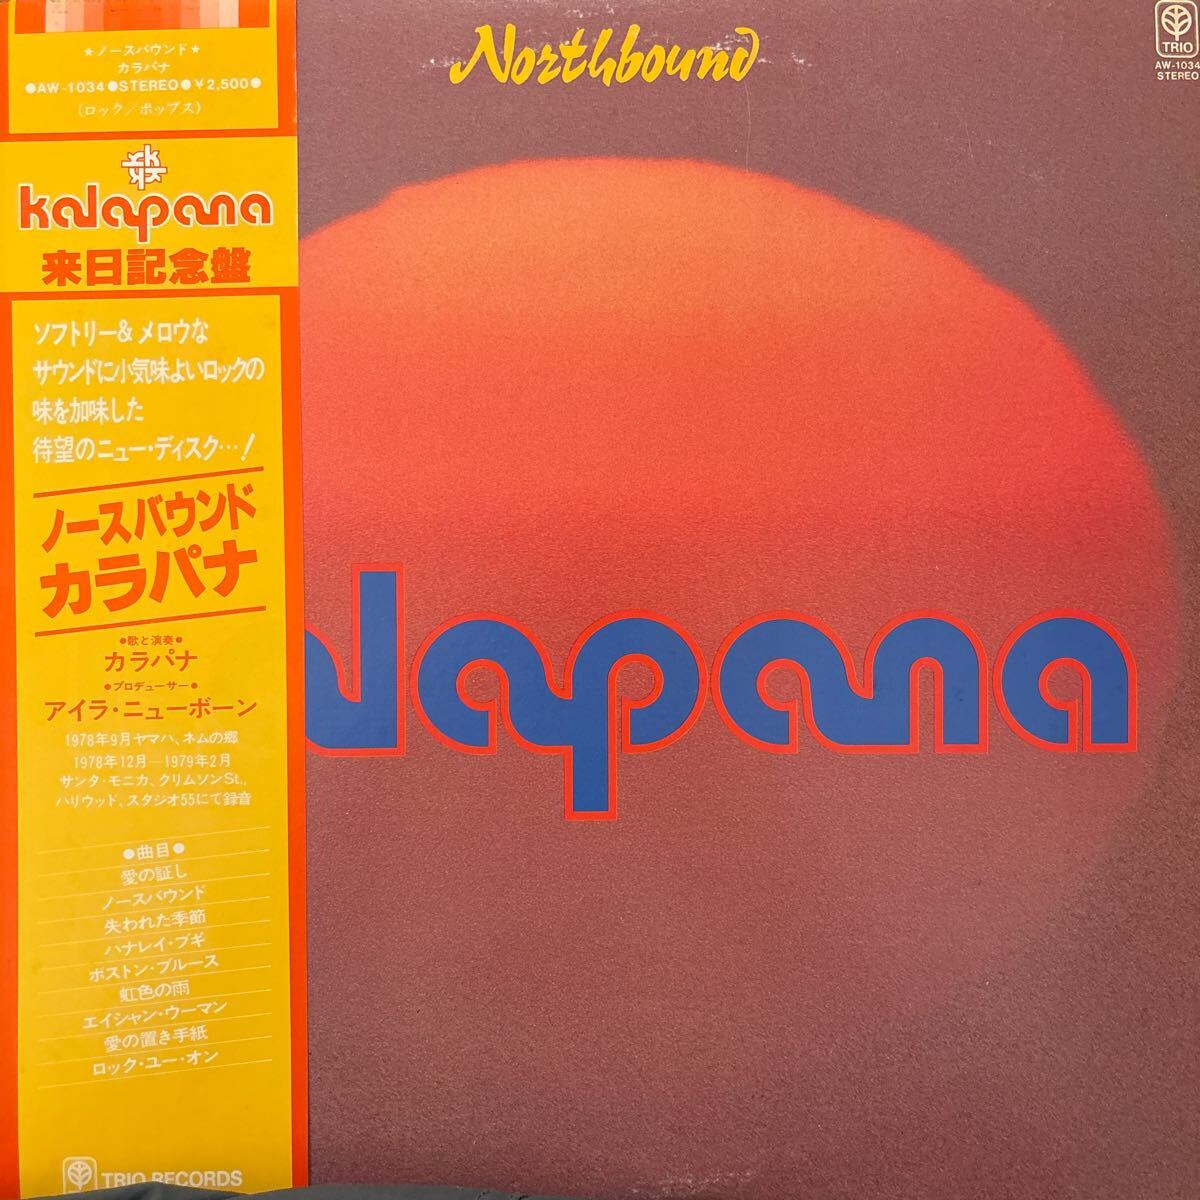 ★ノースバウンド★
カラパナ
●AW-1034●STEREO●¥2,500●
(ロック/ポップス)
kalapana
来日記念盤
ソフトリー&メロウな
サウンドに小気味よいロックの
味を加味した
待望のニュー・ディスク…!
ノースバウンド
カラパナ
●歌と演奏●
カラパナ
●プロデューサー●
アイラ・ニューボーン
1978年9月ヤマハ、ネムの郷
1978年12月—1979年2月
サンタ・モニカ、クリムソンSt.,
ハリウッド、スタジオ55にて録音
●曲目●
愛の証し
ノースバウンド
失われた季節
ハナレイ・ブギ
ボストン・ブルース
虹色の雨
エイシャン・ウーマン
愛の置き手紙
ロック・ユー・オン
TRIO RECORDS
Northbound
TRIO
AW-1034
STEREO
alapana